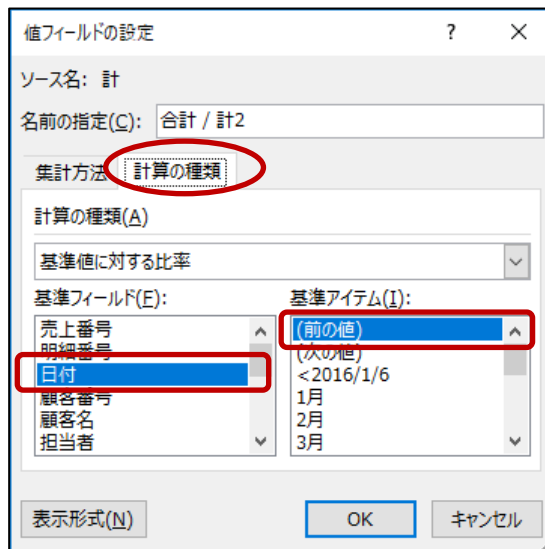 値フィールドの設定 ?
ソース名: 計
名前の指定(C): 合計 / 計2
集計方法 計算の種類
計算の種類(A)
基準値に対する比率
基準フィールド(F): 基準アイテム(I):
売上番号 (前の値)
明細番号 (次の値)
日付 <2016/1/6
顧客番号 1月
顧客名 2月
担当者 3月
表示形式(N) OK キャンセル